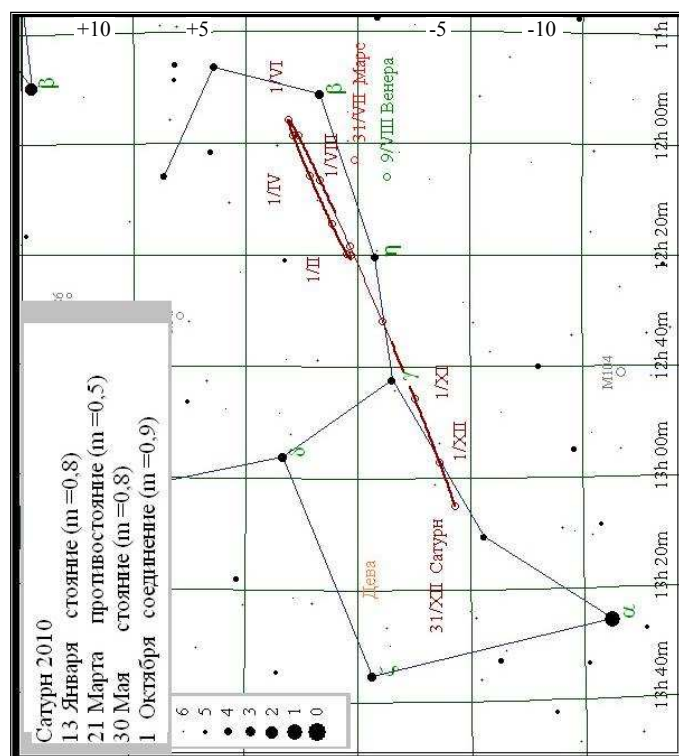 +10
+5
-5
-10
Сатурн 2010
13 Января стояние (m =0,8)
21 Марта противостояние (m =0,5)
30 Мая стояние (m =0,8)
1 Октября соединение (m =0,9)
6
5
4
3
2
1
0
β
β
1/VI
31/VII Марс
9/VIII Венера
1/VIII
1/IV
1/II
η
γ
1/XI
1/XII
δ
M104
31/XII Сатурн
Дева
ζ
α
12h 00m
12h 20m
12h 40m
13h 00m
13h 20m
13h 40m